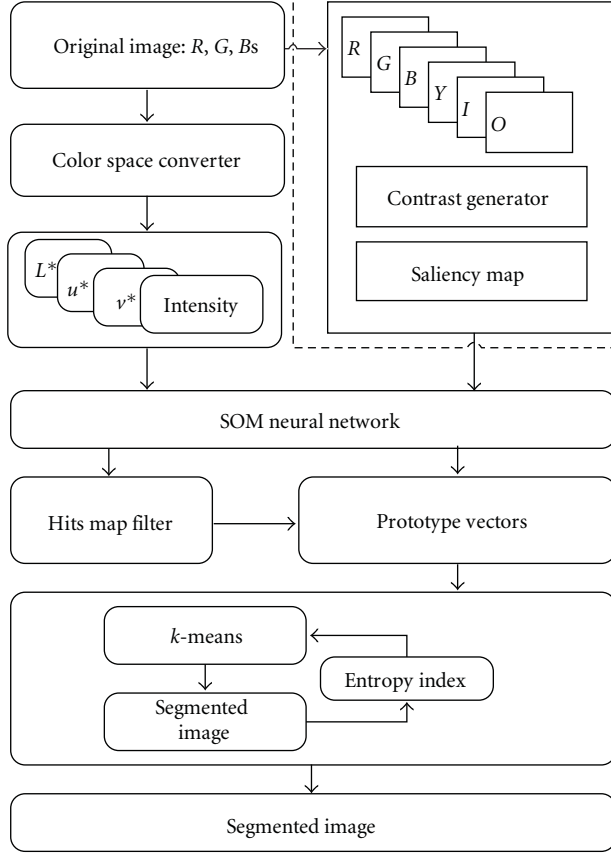 Original image: R, G, Bs
R
G
B
Y
I
O
Color space converter
Contrast generator
Saliency map
L*
u*
v*
Intensity
SOM neural network
Hits map filter
Prototype vectors
k-means
Entropy index
Segmented
image
Segmented image